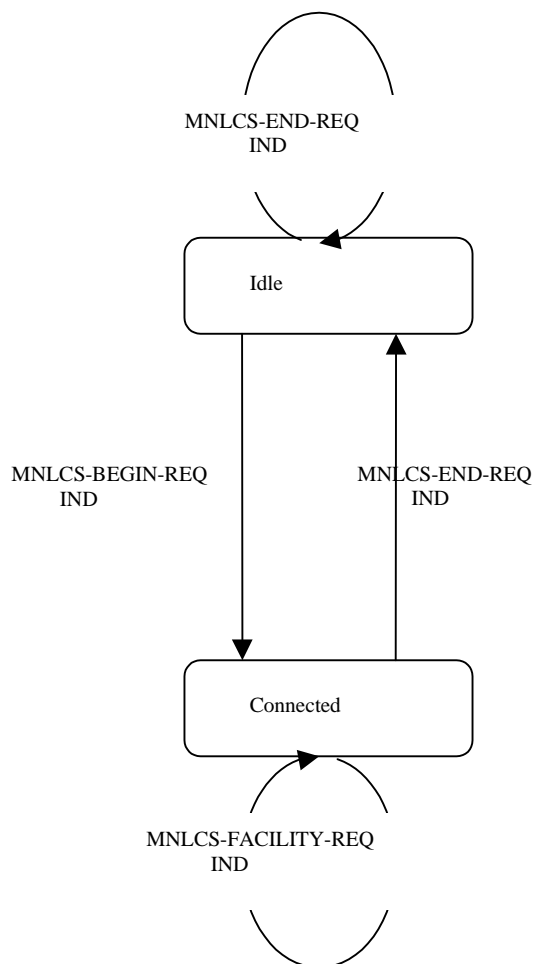 MNLCS-END-REQ
IND
Idle
MNLCS-BEGIN-REQ
IND
MNLCS-END-REQ
IND
Connected
MNLCS-FACILITY-REQ
IND